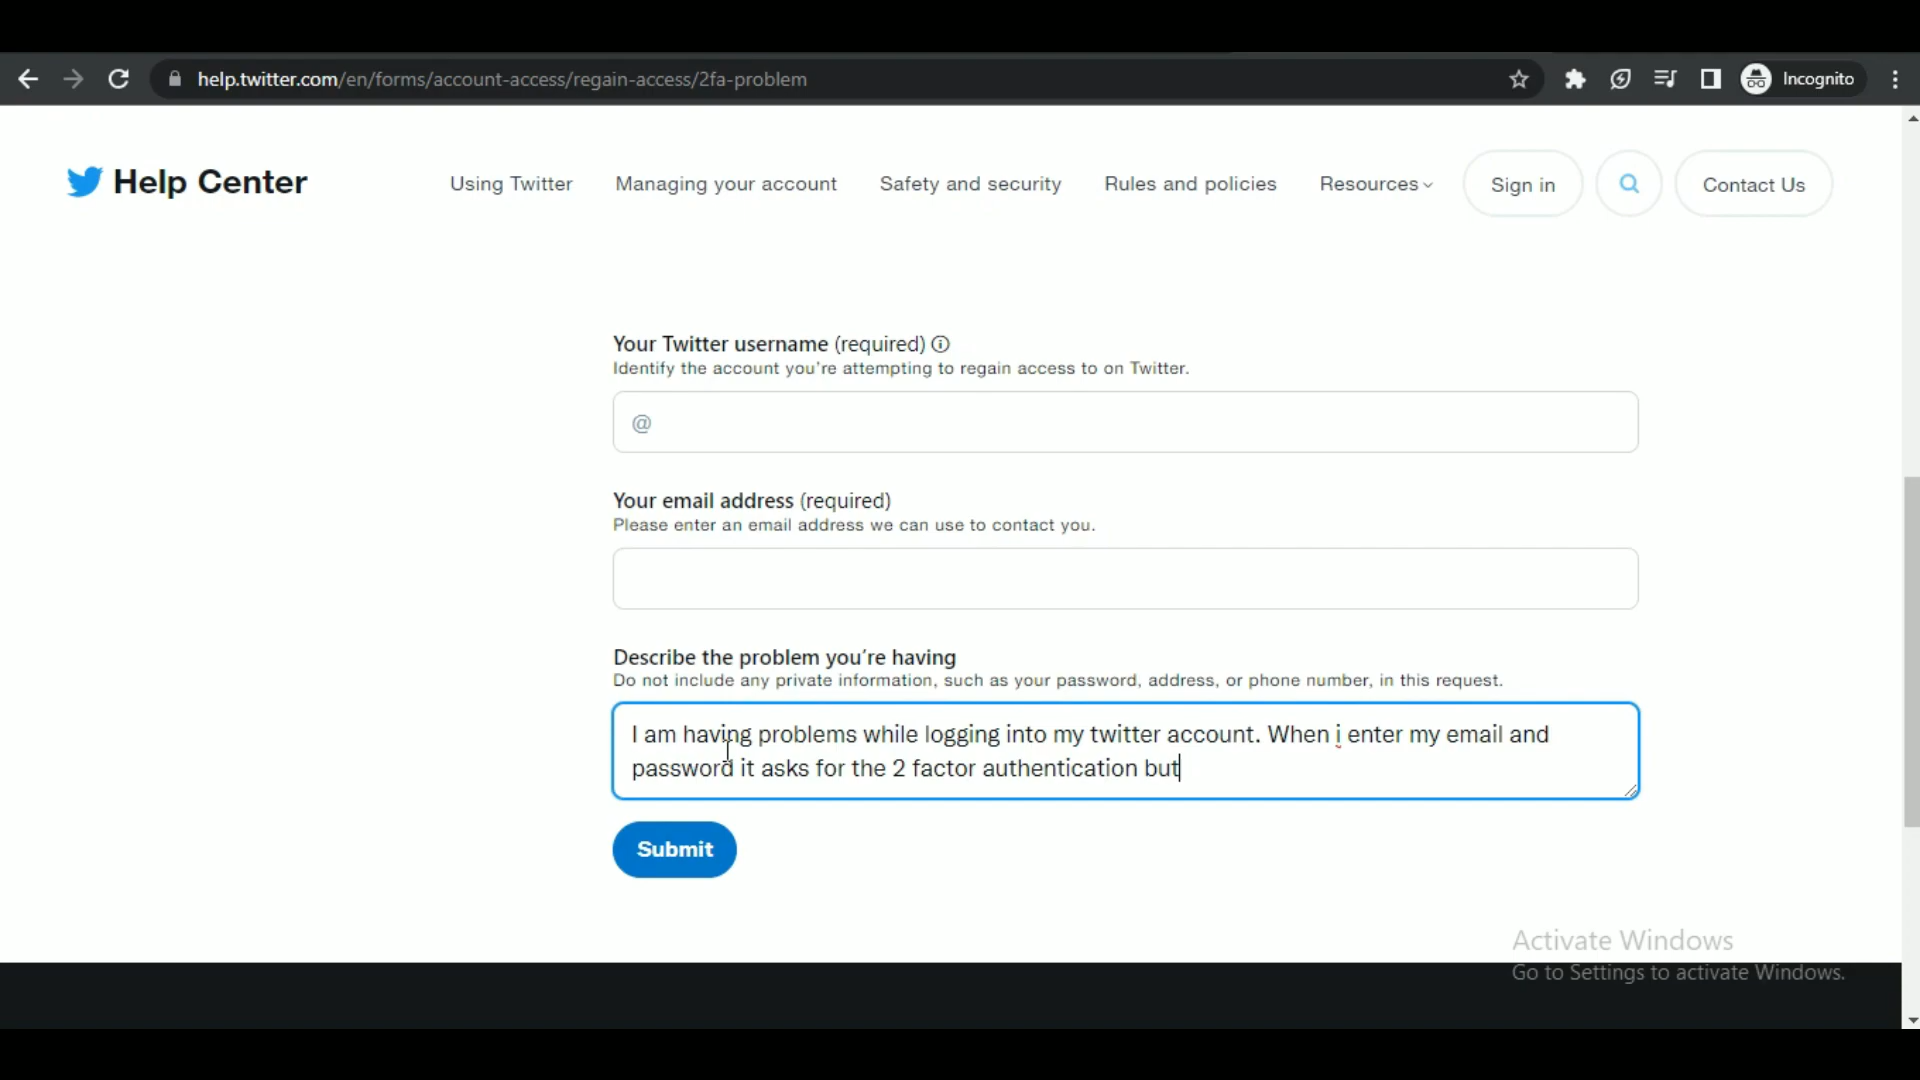 help.twitter.com/en/forms/account-access/regain-access/2fa-problem
Incognito
Help Center
Using Twitter
Managing your account
Safety and security
Rules and policies
Resources
Sign in
Contact Us
Your Twitter username (required)
Identify the account you're attempting to regain access to on Twitter.
@
Your email address (required)
Please enter an email address we can use to contact you.
Describe the problem you're having
Do not include any private information, such as your password, address, or phone number, in this request.
I am having problems while logging into my twitter account. When i enter my email and
password it asks for the 2 factor authentication but
Submit
Activate Windows
Go to Settings to activate Windows.